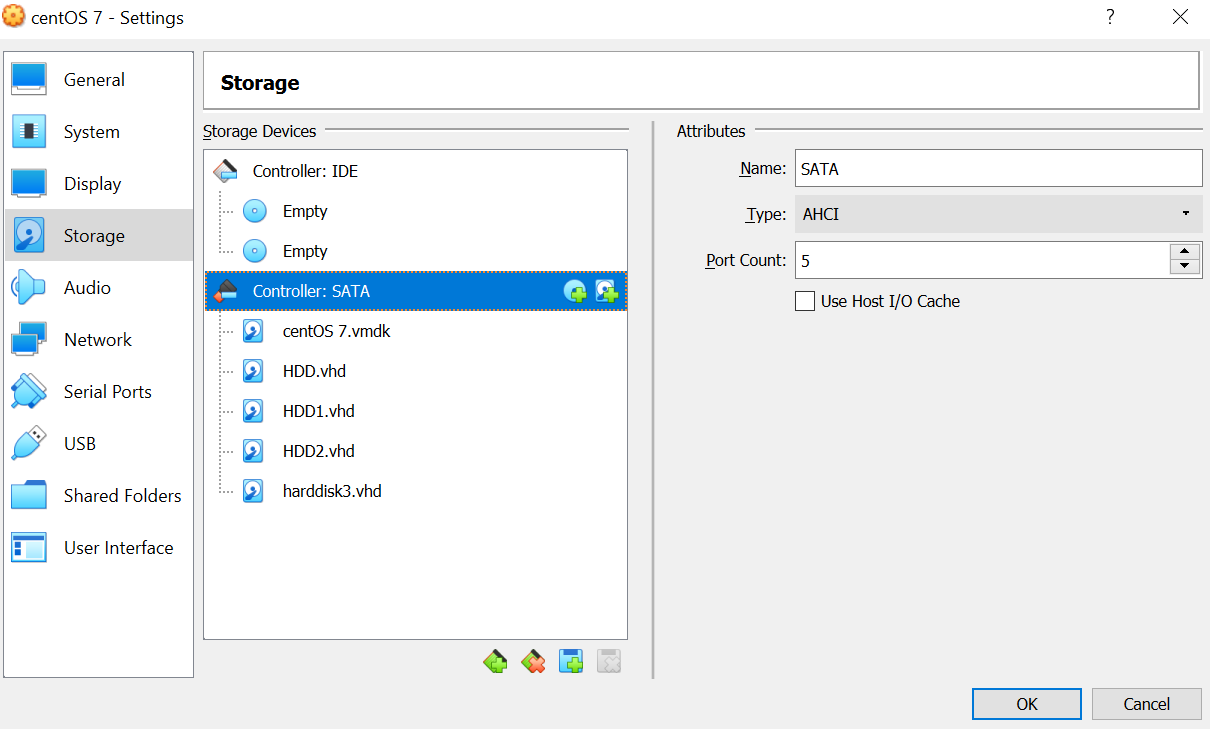 centOS 7 - Settings
?
General
System
Display
Storage
Audio
Network
Serial Ports
USB
Shared Folders
User Interface
Storage
Storage Devices
Controller: IDE
Empty
Empty
Controller: SATA
centOS 7.vmdk
HDD.vhd
HDD1.vhd
HDD2.vhd
harddisk3.vhd
Attributes
Name: SATA
Type: AHCI
Port Count: 5
Use Host I/O Cache
OK
Cancel